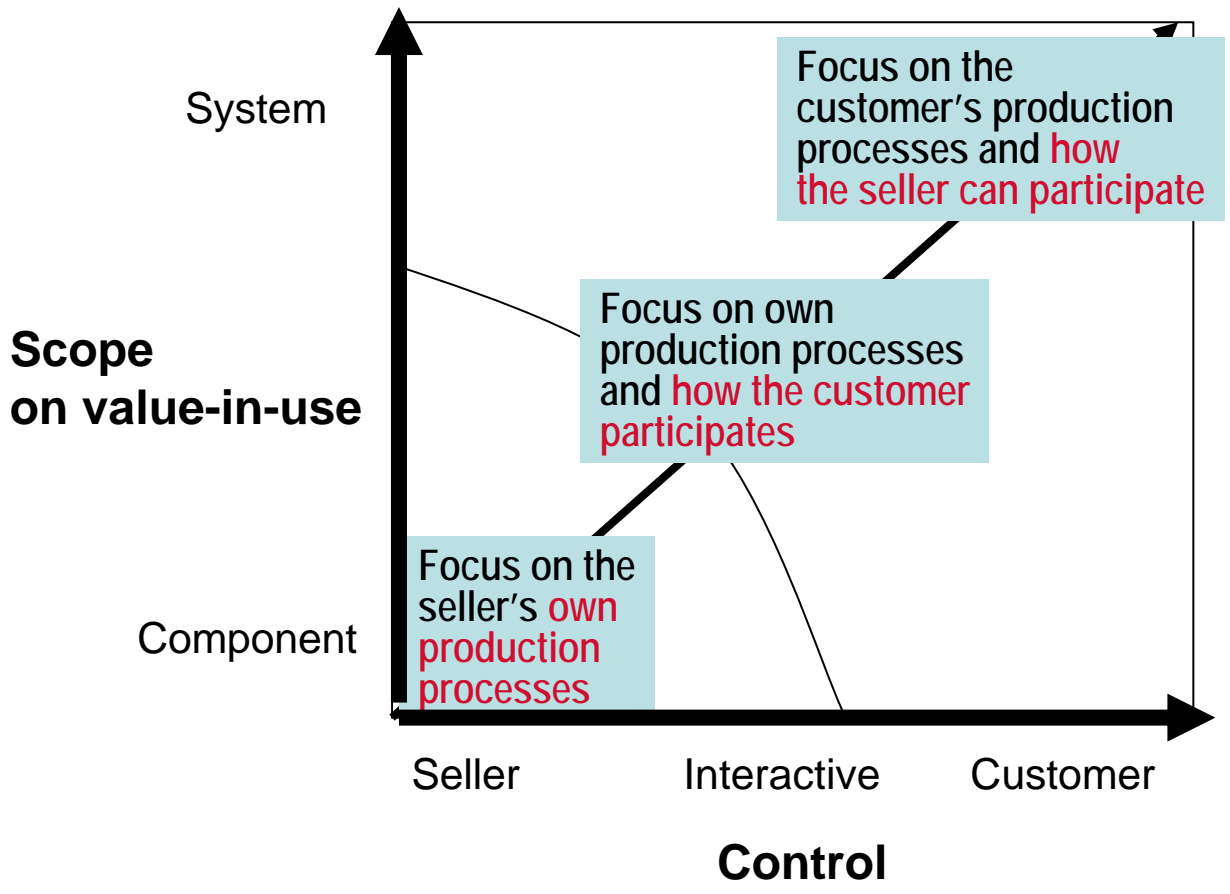 System
Focus on the
customer’s production
processes and how
the seller can participate
Scope
on value-in-use
Focus on own
production processes
and how the customer
participates
Component
Focus on the
seller’s own
production
processes
Seller
Interactive
Customer
Control